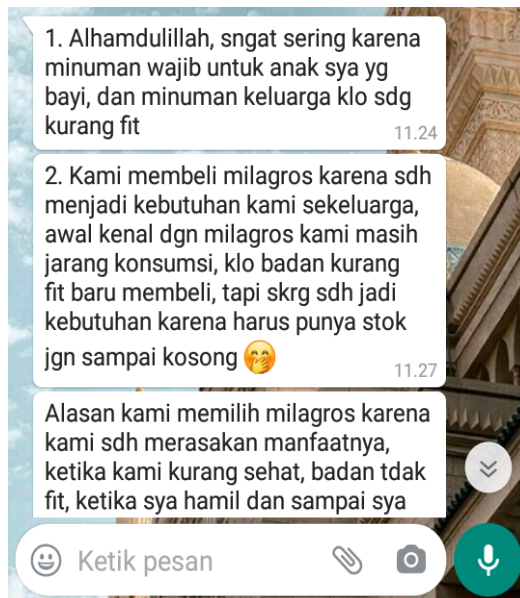 1. Alhamdulillah, sngat sering karena
minuman wajib untuk anak sya yg
bayi, dan minuman keluarga klo sdg
kurang fit
11.24
2. Kami membeli milagros karena sdh
menjadi kebutuhan kami sekeluarga,
awal kenal dgn milagros kami masih
jarang konsumsi, klo badan kurang
fit baru membeli, tapi skrg sdh jadi
kebutuhan karena harus punya stok
jgn sampai kosong 🤭
11.27
Alasan kami memilih milagros karena
kami sdh merasakan manfaatnya,
ketika kami kurang sehat, badan tdak
fit, ketika sya hamil dan sampai sya
Ketik pesan